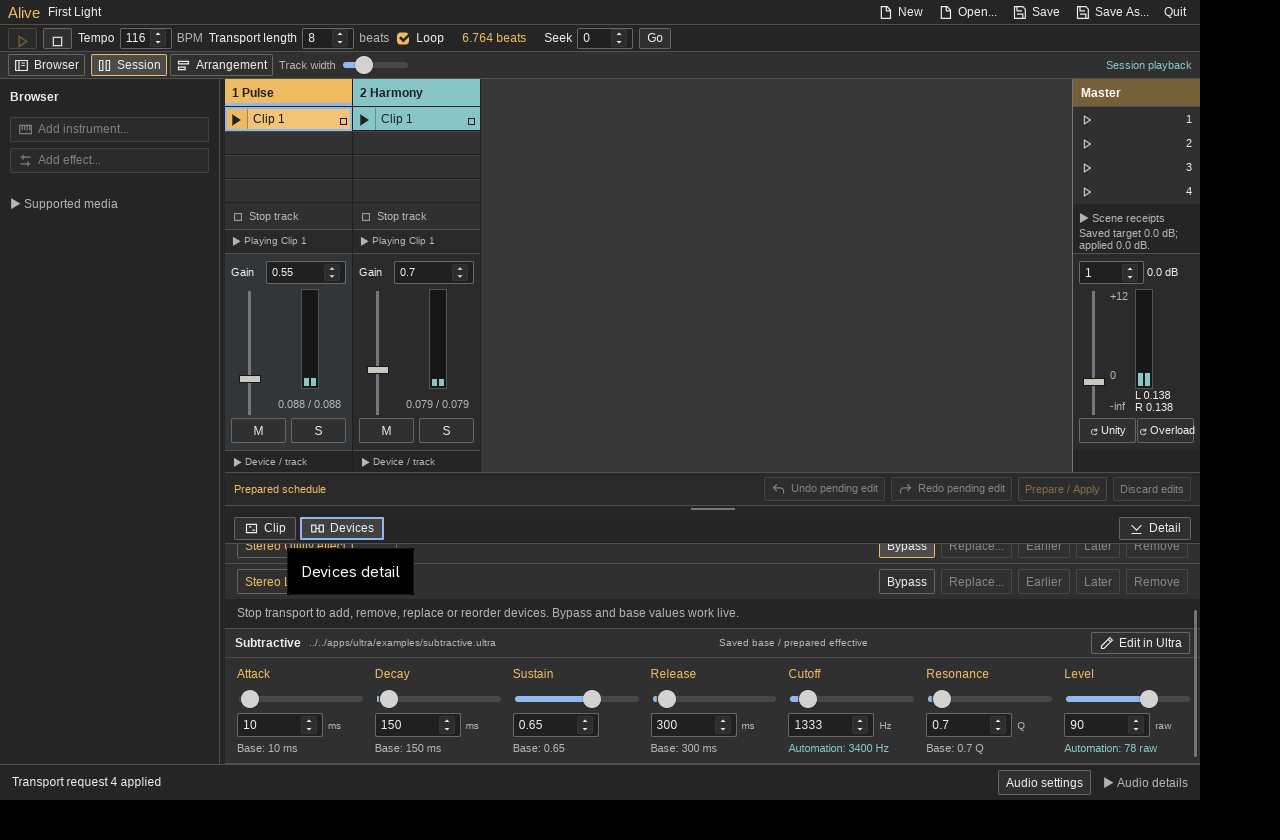 Alive First Light New Open... Save Save As... Quit
Tempo 116 BPM Transport length 8 beats Loop 6.764 beats Seek 0 Go
Browser Session Arrangement Track width Session playback
Browser
Add instrument...
Add effect...
Supported media
1 Pulse 2 Harmony Master
Clip 1 Clip 1 1
2
3
4
Stop track Stop track
Scene receipts
Playing Clip 1 Playing Clip 1
Saved target 0.0 dB;
applied 0.0 dB.
Gain 0.55 Gain 0.7 1 0.0 dB
+12
0
-inf
0.088 / 0.088 0.079 / 0.079
L 0.138
R 0.138
M S M S Unity Overload
Device / track Device / track
Prepared schedule Undo pending edit Redo pending edit Prepare / Apply Discard edits
Clip Devices Detail
Bypass Replace... Earlier Later Remove
Devices detail
Stereo Bypass Replace... Earlier Later Remove
Stop transport to add, remove, replace or reorder devices. Bypass and base values work live.
Subtractive ../../apps/ultra/examples/subtractive.ultra Saved base / prepared effective Edit in Ultra
Attack Decay Sustain Release Cutoff Resonance Level
10 ms 150 ms 0.65 300 ms 1333 Hz 0.7 Q 90 raw
Base: 10 ms Base: 150 ms Base: 0.65 Base: 300 ms Automation: 3400 Hz Base: 0.7 Q Automation: 78 raw
Transport request 4 applied Audio settings Audio details